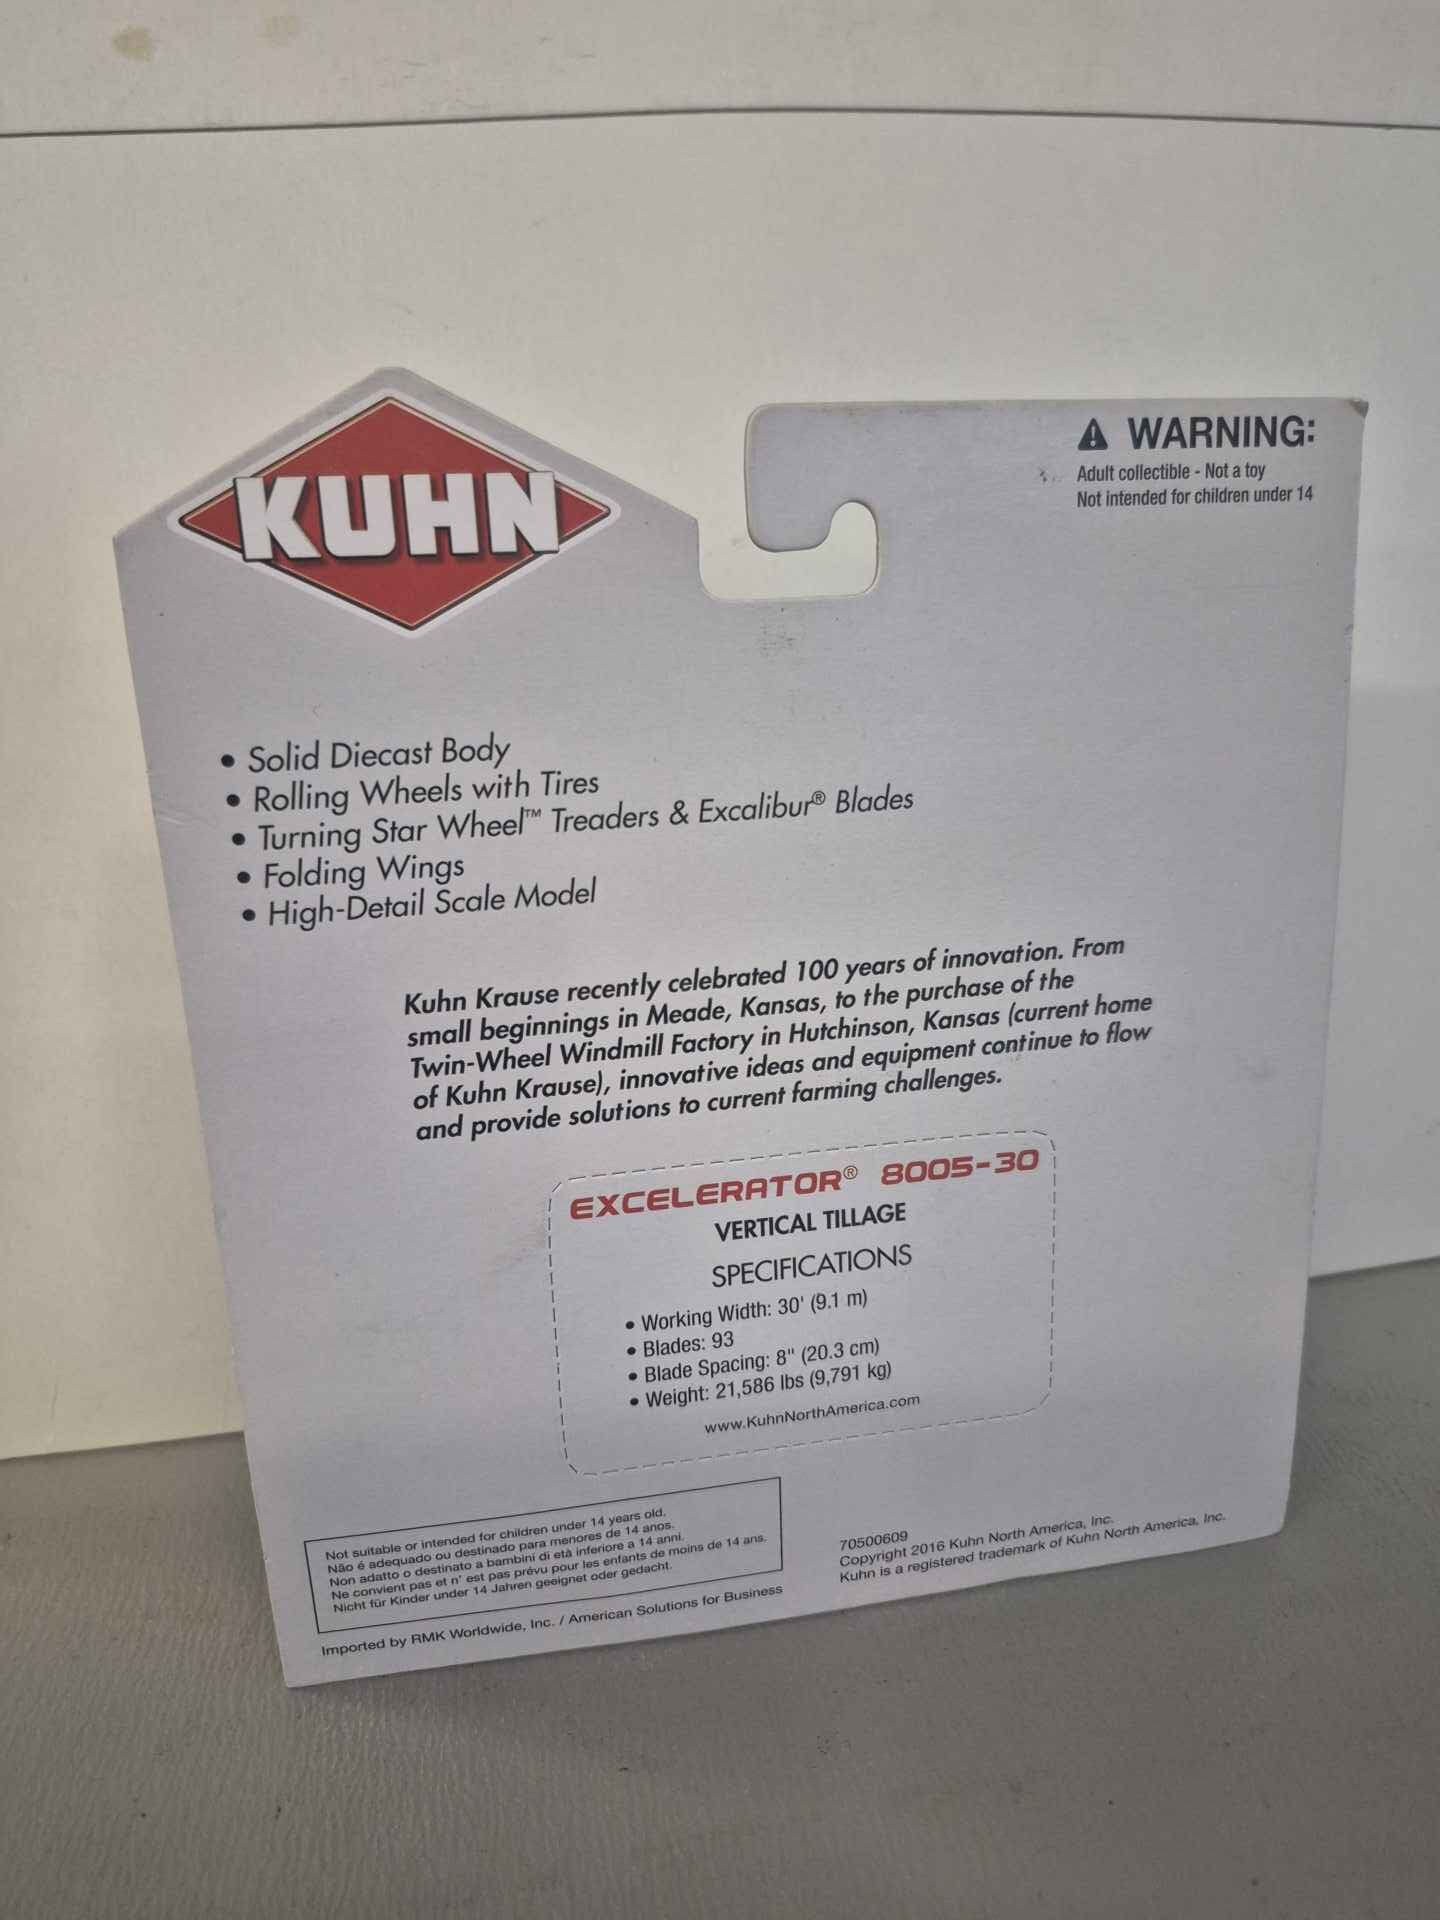 KUHN
WARNING:
Adult collectible - Not a toy
Not intended for children under 14
• Solid Diecast Body
• Rolling Wheels with Tires
• Turning Star Wheel™ Treaders & Excalibur® Blades
• Folding Wings
• High-Detail Scale Model
Kuhn Krause recently celebrated 100 years of innovation. From
small beginnings in Meade, Kansas, to the purchase of the
Twin-Wheel Windmill Factory in Hutchinson, Kansas (current home
of Kuhn Krause), innovative ideas and equipment continue to flow
and provide solutions to current farming challenges.
EXCELERATOR® 8005-30
VERTICAL TILLAGE
SPECIFICATIONS
• Working Width: 30' (9.1 m)
• Blades: 93
• Blade Spacing: 8" (20.3 cm)
• Weight: 21,586 lbs (9,791 kg)
www.KuhnNorthAmerica.com
Not suitable or intended for children under 14 years old.
Não é adequado ou destinado para menores de 14 anos.
Non adatto o destinato a bambini di età inferiore a 14 anni.
Ne convient pas et n' est pas prévu pour les enfants de moins de 14 ans.
Nicht für Kinder under 14 Jahren geeignet oder gedacht.
Imported by RMK Worldwide, Inc. / American Solutions for Business
70500609
Copyright 2016 Kuhn North America, Inc.
Kuhn is a registered trademark of Kuhn North America, Inc.